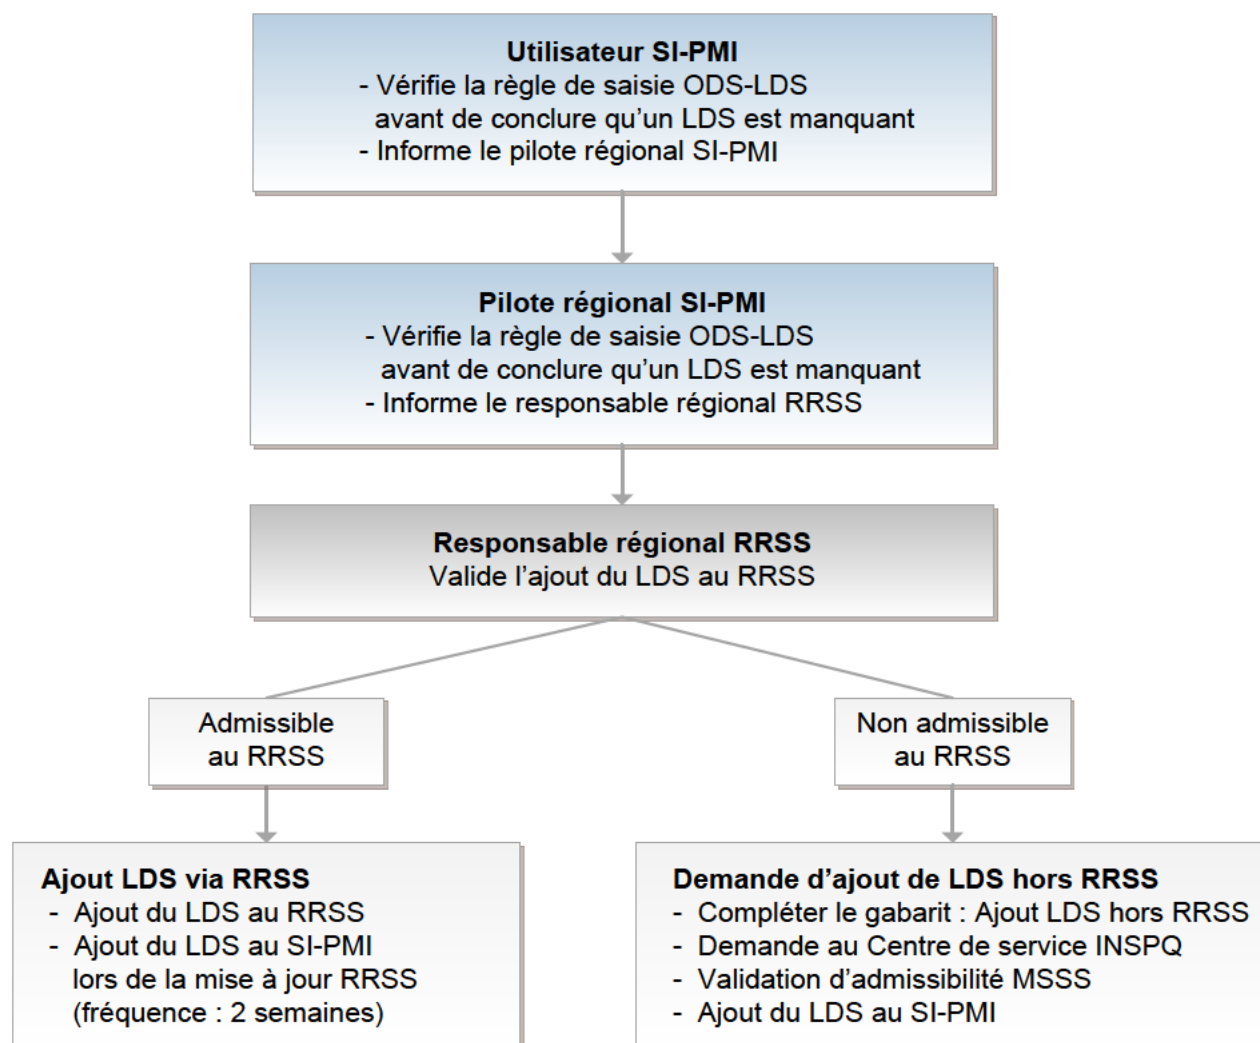 Utilisateur SI-PMI
- Vérifie la règle de saisie ODS-LDS
avant de conclure qu'un LDS est manquant
- Informe le pilote régional SI-PMI
Pilote régional SI-PMI
- Vérifie la règle de saisie ODS-LDS
avant de conclure qu'un LDS est manquant
- Informe le responsable régional RRSS
Responsable régional RRSS
Valide l'ajout du LDS au RRSS
Admissible
au RRSS
Non admissible
au RRSS
Ajout LDS via RRSS
- Ajout du LDS au RRSS
- Ajout du LDS au SI-PMI
lors de la mise à jour RRSS
(fréquence : 2 semaines)
Demande d'ajout de LDS hors RRSS
- Compléter le gabarit : Ajout LDS hors RRSS
- Demande au Centre de service INSPQ
- Validation d'admissibilité MSSS
- Ajout du LDS au SI-PMI